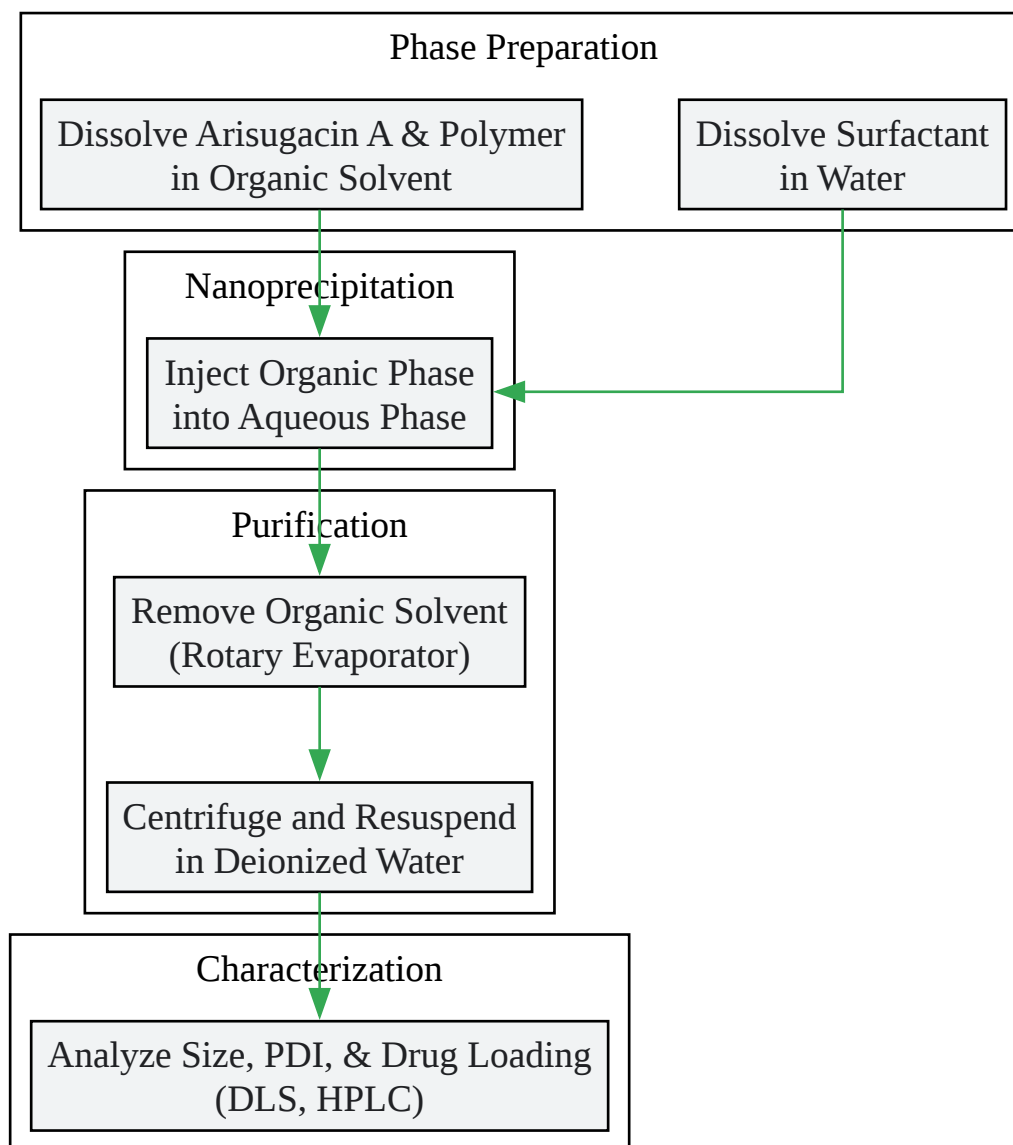 Phase Preparation
Dissolve Arisugacin A & Polymer
in Organic Solvent
Dissolve Surfactant
in Water
Nanoprecipitation
Inject Organic Phase
into Aqueous Phase
Purification
Remove Organic Solvent
(Rotary Evaporator)
Centrifuge and Resuspend
in Deionized Water
Characterization
Analyze Size, PDI, & Drug Loading
(DLS, HPLC)